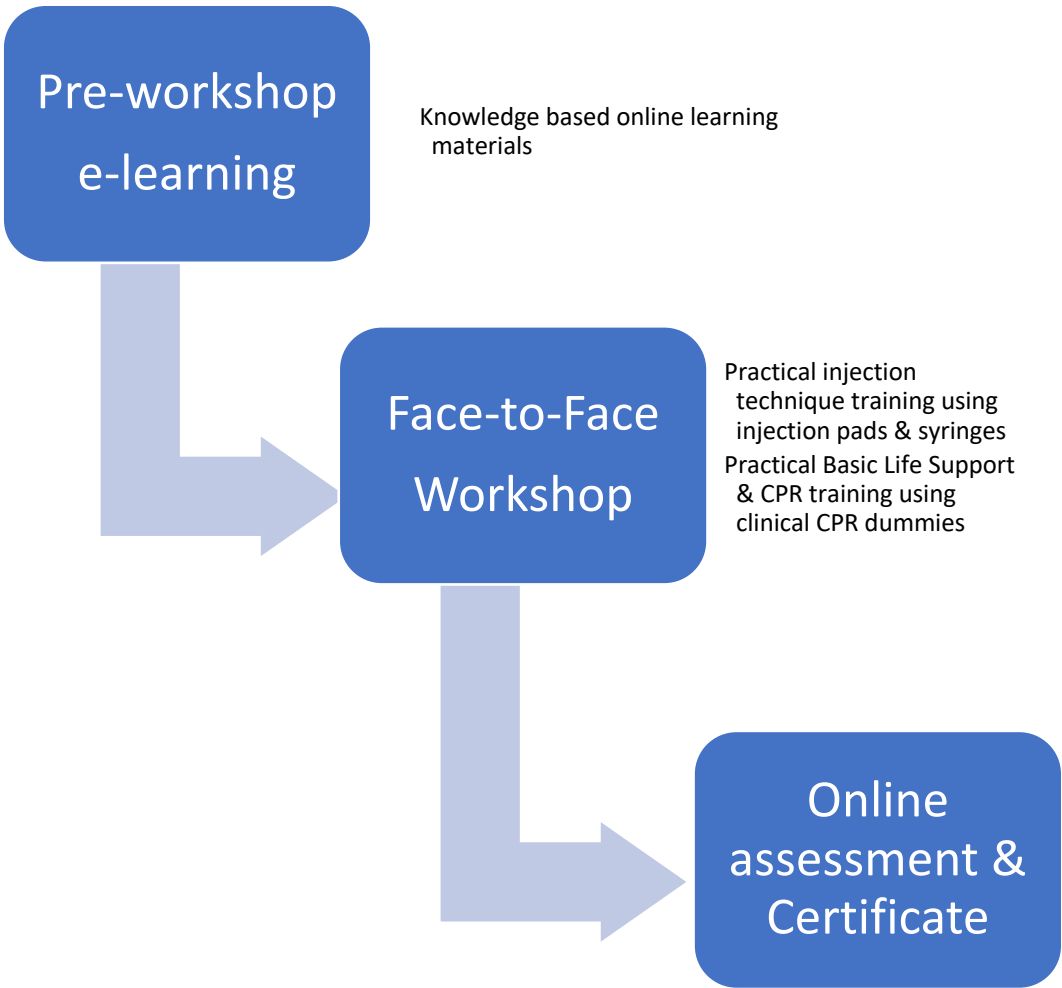 Pre-workshop
e-learning
Knowledge based online learning
materials
Face-to-Face
Workshop
Practical injection
technique training using
injection pads & syringes
Practical Basic Life Support
& CPR training using
clinical CPR dummies
Online
assessment &
Certificate